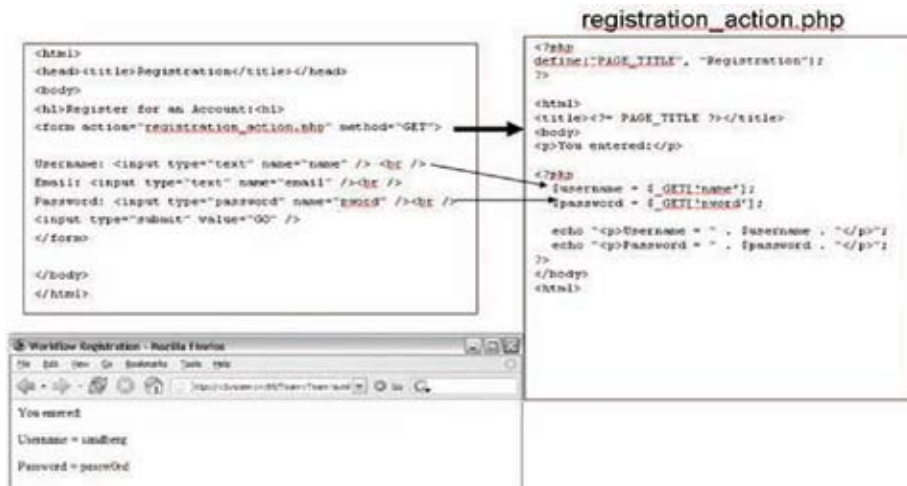 registration_action.php
<html>
<head><title>Registration</title></head>
<body>
<h1>Register for an Account:<h1>
<form action="registration_action.php" method="GET">
Username: <input type="text" name="name" /> <br />
Email: <input type="text" name="email" /><br />
Password: <input type="password" name="pword" /><br />
<input type="submit" value="GO" />
</form>
</body>
</html>
<?php
define("PAGE_TITLE", "Registration");
?>
<html>
<title><?= PAGE_TITLE ?></title>
<body>
<p>You entered:</p>
<?php
$username = $_GET['name'];
$password = $_GET['pword'];
echo "<p>Username = " . $username . "</p>";
echo "<p>Password = " . $password . "</p>";
?>
</body>
<html>
Workflow Registration - Mozilla Firefox
File Edit View Go Bookmarks Tools Help
You entered:
Username = sandberg
Password = passw0rd